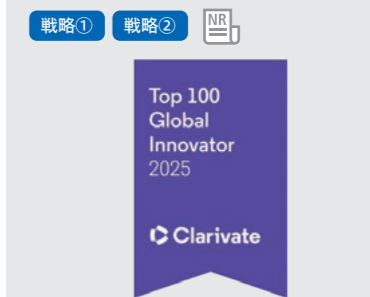 戦略① 戦略② NR
Top 100
Global
Innovator
2025
Clarivate